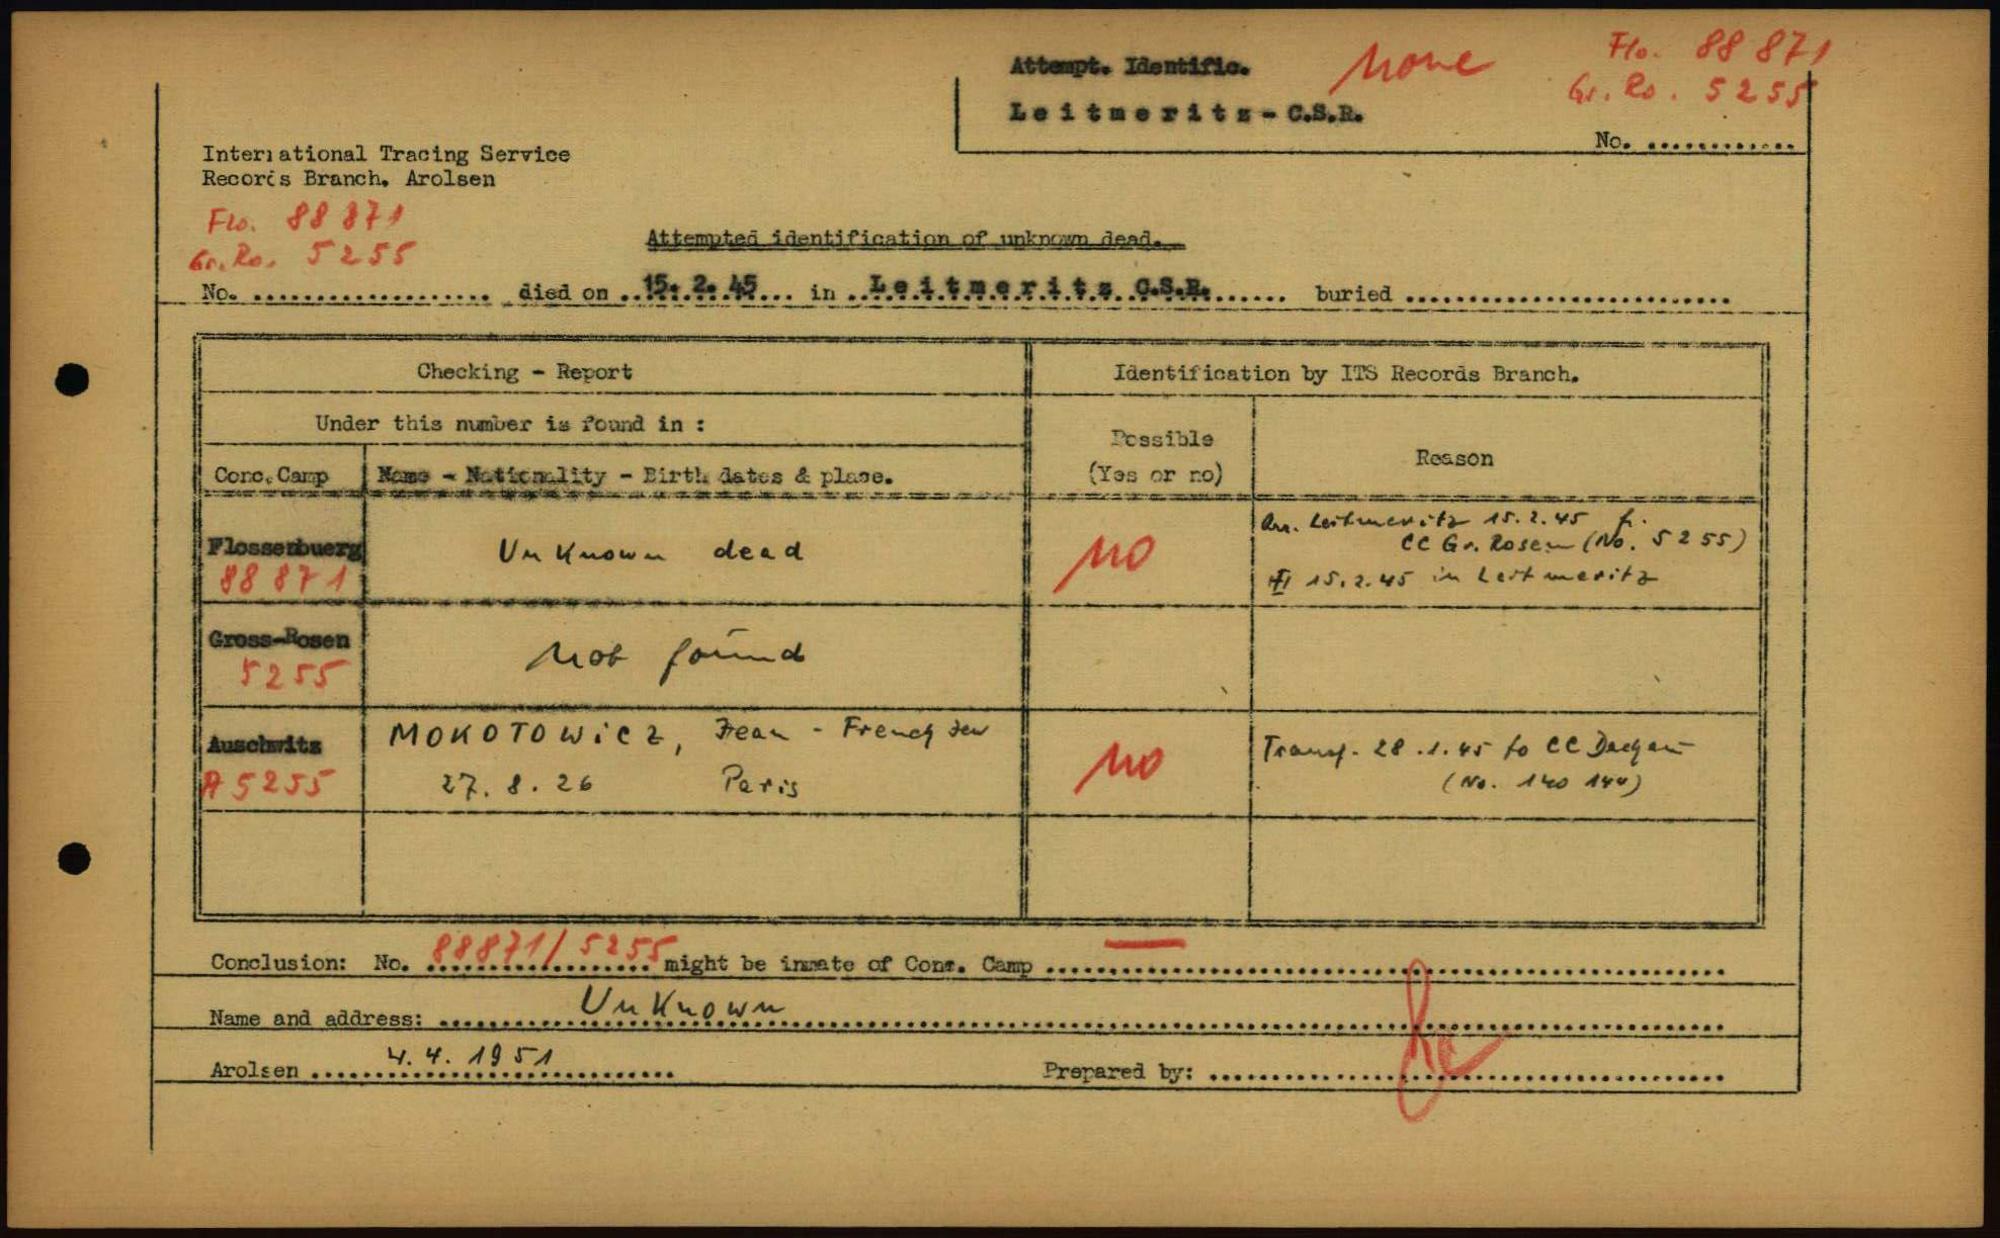 Attempt. Identific. none Flo. 88 871
Leitmeritz - C.S.R. Gr. Ro. 5255
No. ............
International Tracing Service
Records Branch. Arolsen
Flo. 88 871
Gr. Ro. 5255
Attempted identification of unknown dead.
No. .................... died on ..15. 2. 45... in ..Leitmeritz C.S.R....... buried ..........................
Checking - Report Identification by ITS Records Branch.
Under this number is found in :
Possible
(Yes or no)
Reason
Conc. Camp Name - Nationality - Birth dates & place.
Flossenbuerg
88 871
Unknown dead
no
Arr. Leitmeritz 15.2.45 fr.
CC Gr. Rosen (No. 5255)
15.2.45 in Leitmeritz
Gross-Rosen
5255
Not found
Auschwitz
A 5255
MOKOTOWICZ, Jean - French Jew
27. 8. 26 Paris
no
Transf. 28.1.45 to CC Dachau
(No. 140 144)
Conclusion: No. 88871/5255 might be inmate of Conc. Camp — ..........................
Name and address: Unknown
Arolsen 4. 4. 1951 Prepared by: ..........................